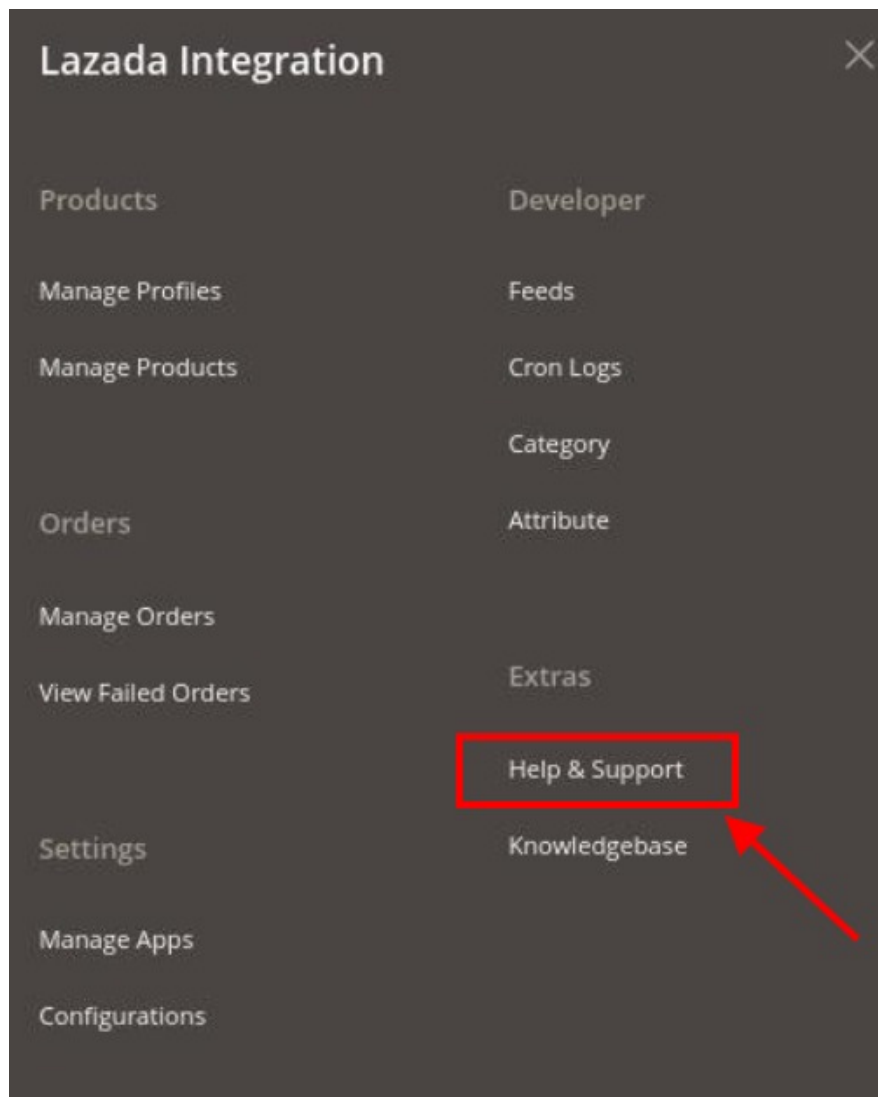 Lazada Integration
Products
Manage Profiles
Manage Products
Orders
Manage Orders
View Failed Orders
Settings
Manage Apps
Configurations
Developer
Feeds
Cron Logs
Category
Attribute
Extras
Help & Support
Knowledgebase